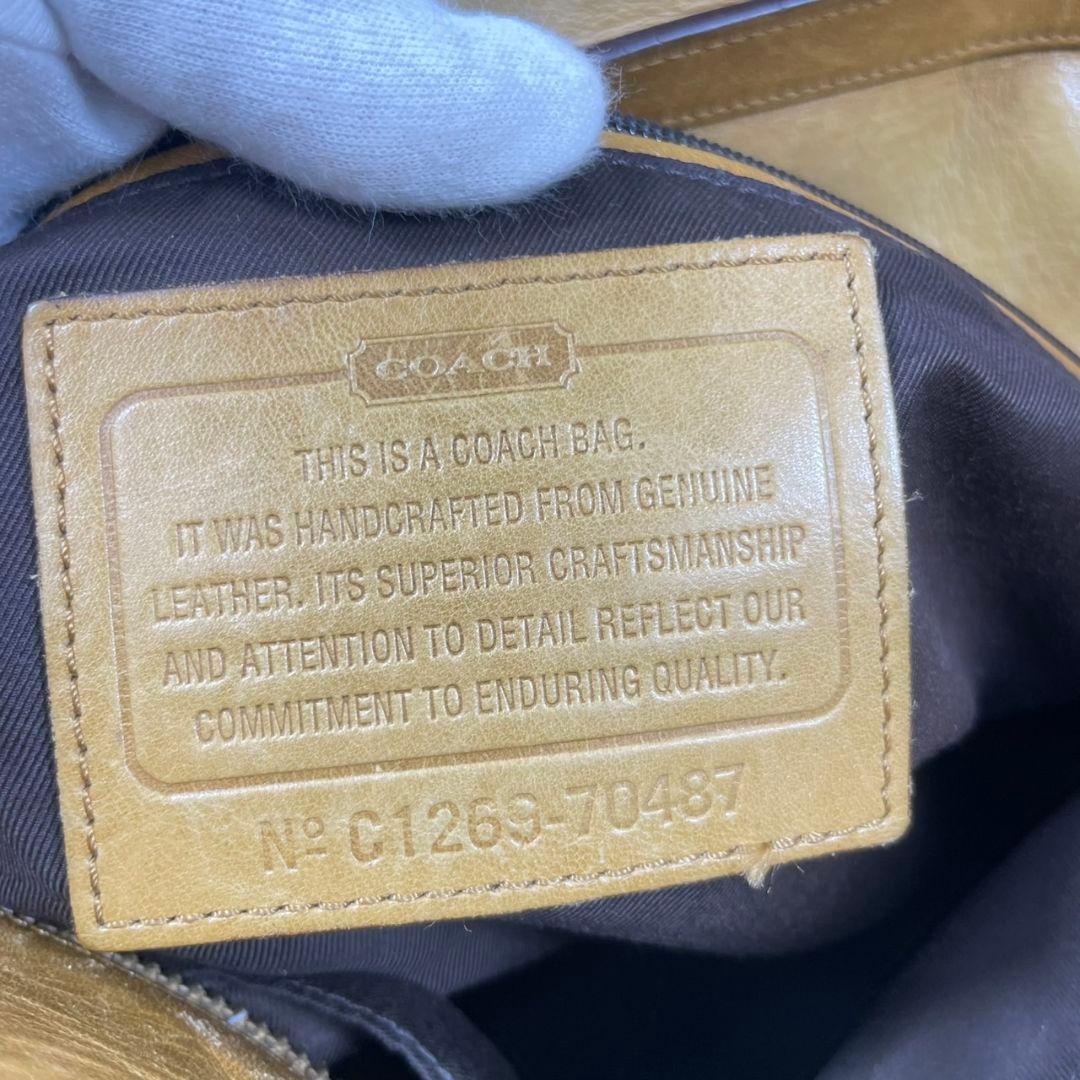 COACH
THIS IS A COACH BAG.
IT WAS HANDCRAFTED FROM GENUINE
LEATHER. ITS SUPERIOR CRAFTSMANSHIP
AND ATTENTION TO DETAIL REFLECT OUR
COMMITMENT TO ENDURING QUALITY.
Nº C1269-70487